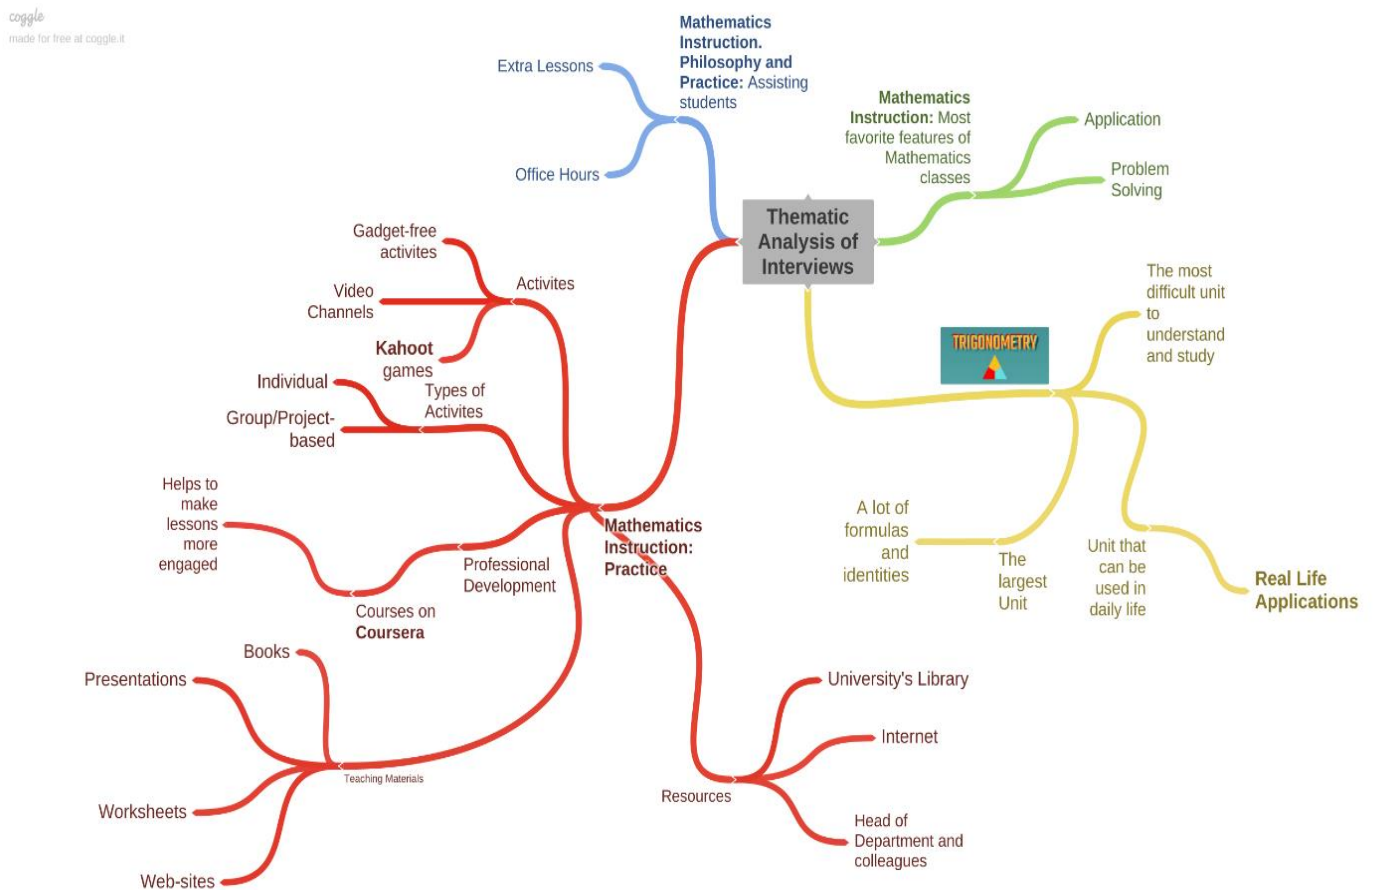 coggle
made for free at coggle.it
Mathematics
Instruction.
Philosophy and
Practice: Assisting
students
Extra Lessons
Office Hours
Mathematics
Instruction: Most
favorite features of
Mathematics
classes
Application
Problem
Solving
Thematic
Analysis of
Interviews
Gadget-free
activites
Activites
Video
Channels
Kahoot
games
Individual
Types of
Activites
Group/Project-
based
TRIGONOMETRY
The most
difficult unit
to
understand
and study
Helps to
make
lessons
more
engaged
Mathematics
Instruction:
Practice
Professional
Development
Courses on
Coursera
A lot of
formulas
and
identities
The
largest
Unit
Unit that
can be
used in
daily life
Real Life
Applications
Books
Presentations
Teaching Materials
Worksheets
Web-sites
University's Library
Internet
Resources
Head of
Department and
colleagues